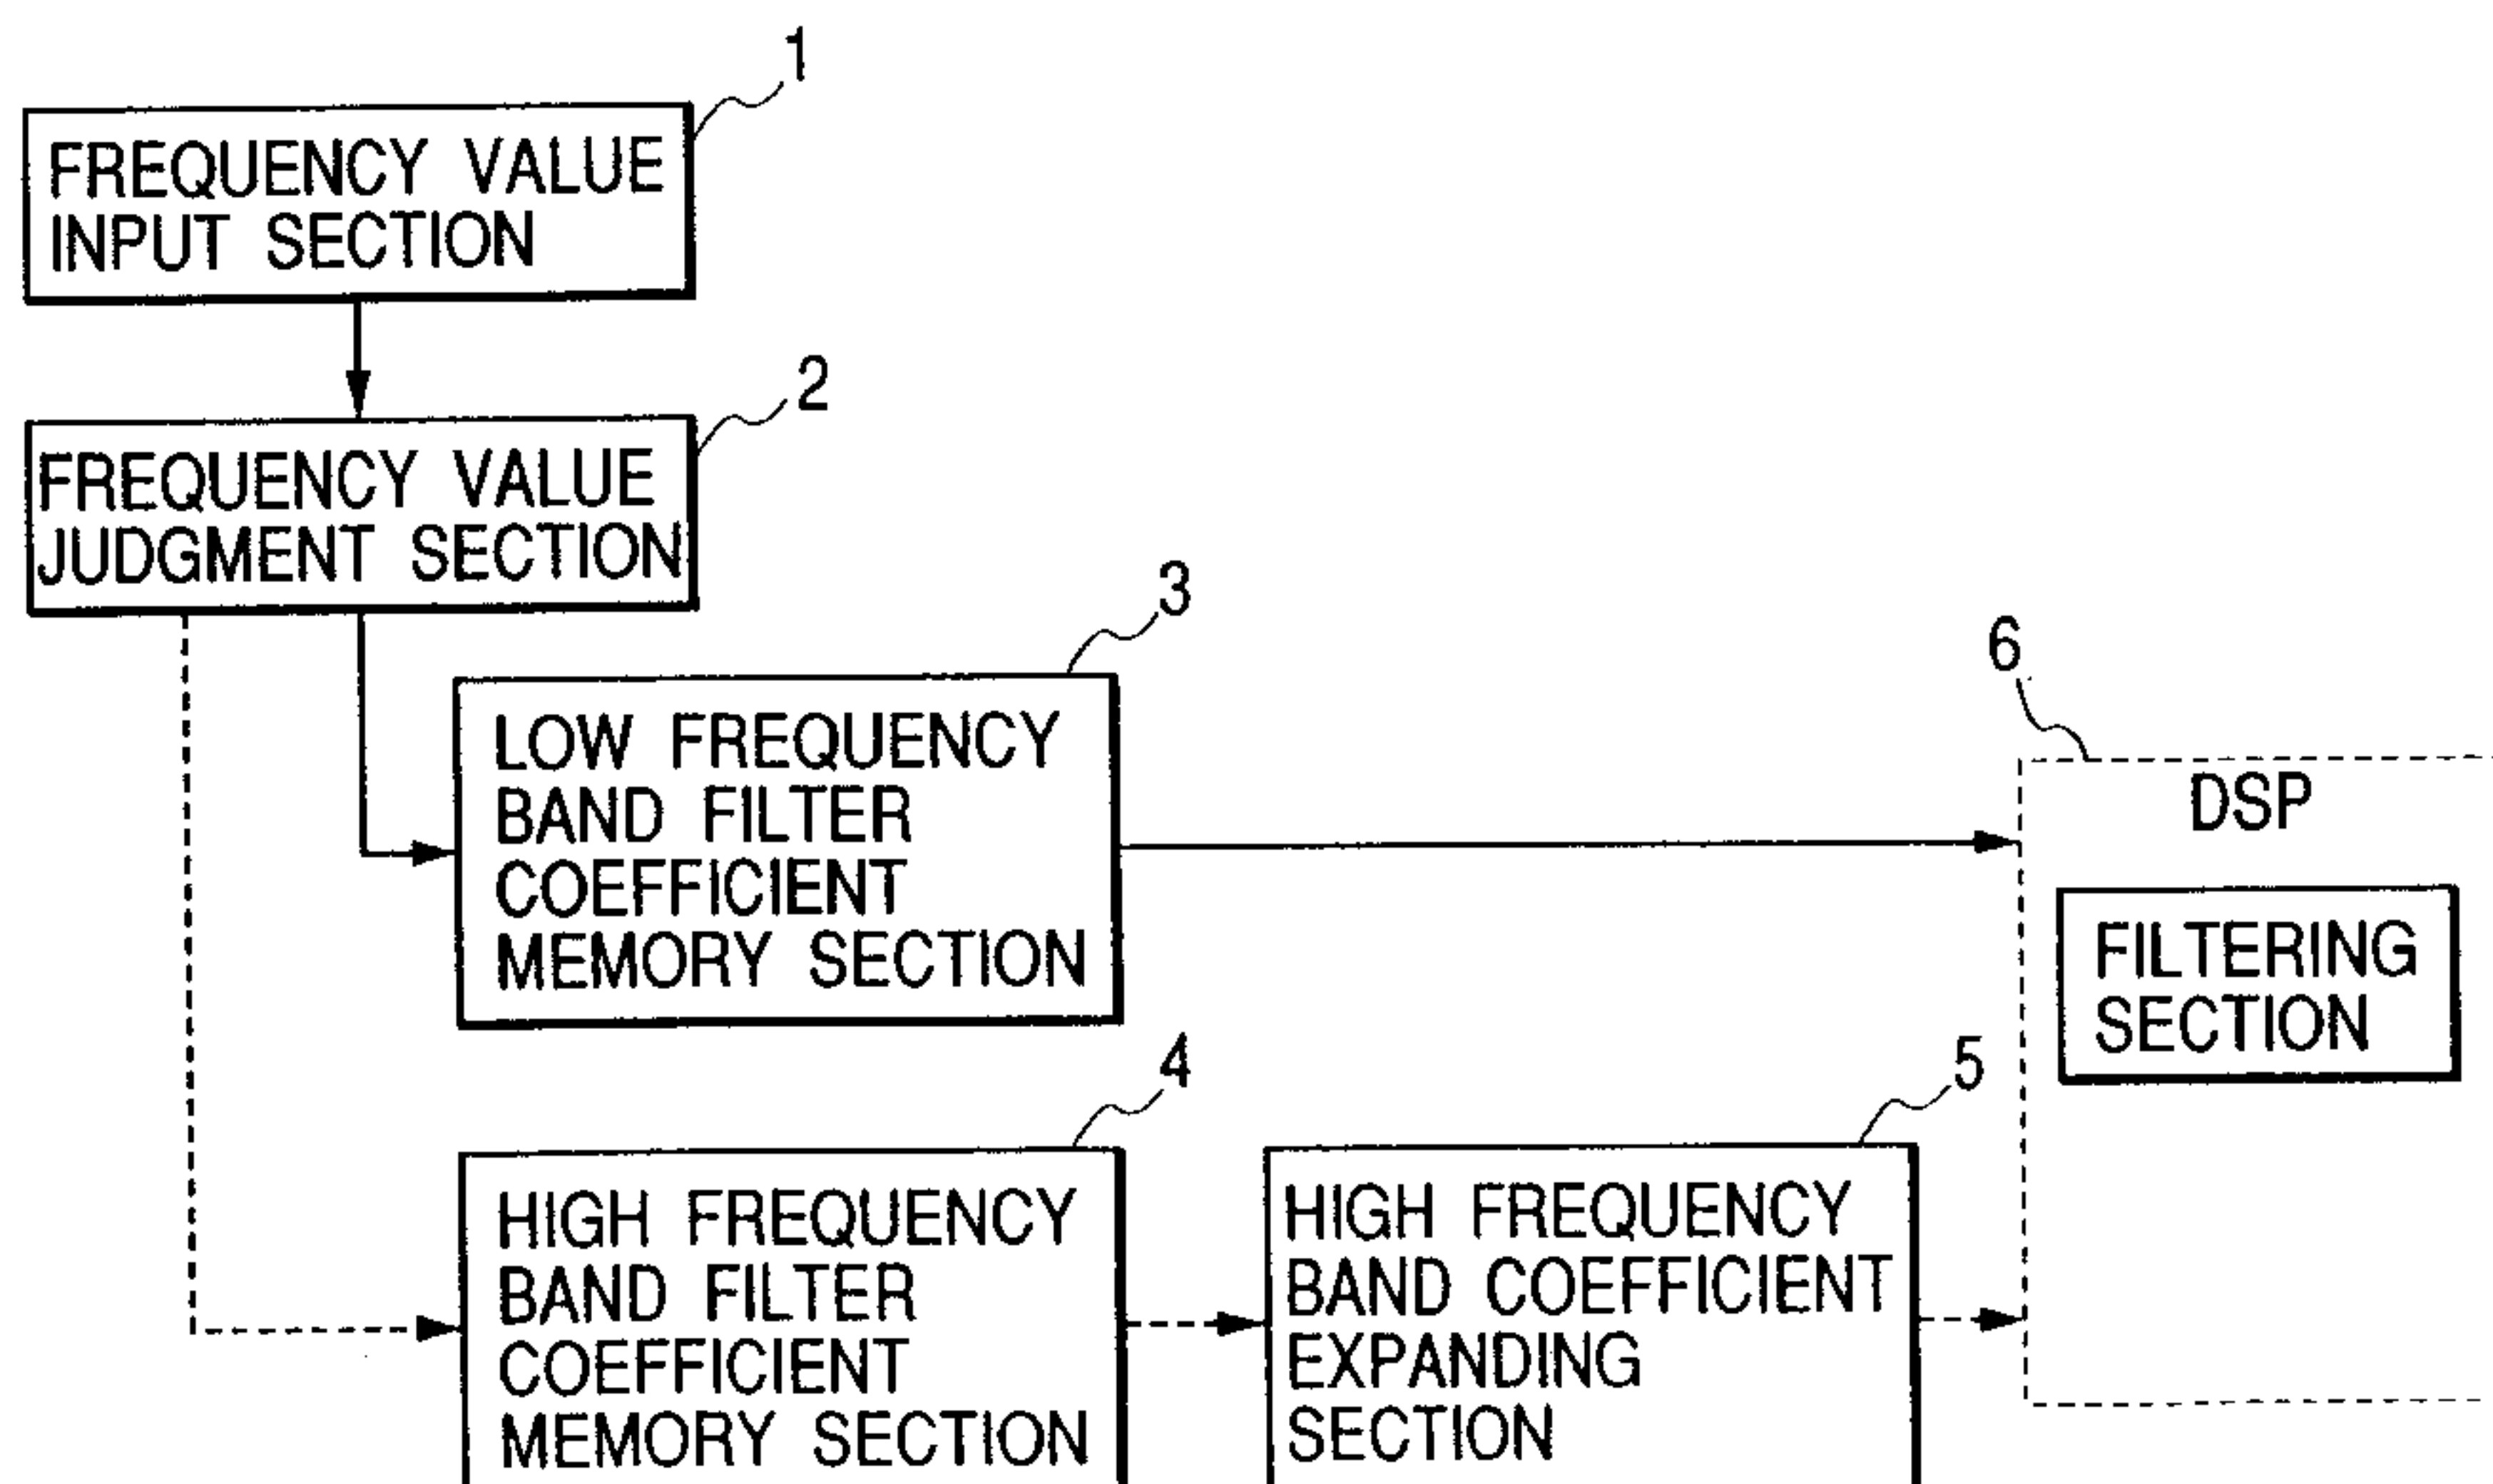 1
FREQUENCY VALUE
INPUT SECTION
2
FREQUENCY VALUE
JUDGMENT SECTION
3
LOW FREQUENCY
BAND FILTER
COEFFICIENT
MEMORY SECTION
6
DSP
FILTERING
SECTION
4
HIGH FREQUENCY
BAND FILTER
COEFFICIENT
MEMORY SECTION
5
HIGH FREQUENCY
BAND COEFFICIENT
EXPANDING
SECTION